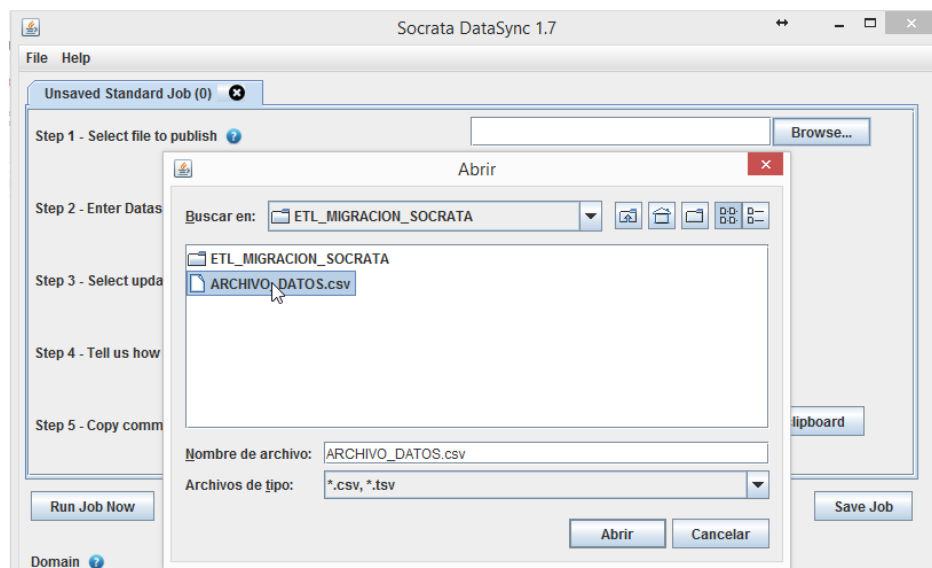 Socrata DataSync 1.7
File Help
Unsaved Standard Job (0)
Step 1 - Select file to publish
Browse...
Abrir
Step 2 - Enter Datas
Buscar en: ETL_MIGRACION_SOCRATA
ETL_MIGRACION_SOCRATA
Step 3 - Select upda
ARCHIVO_DATOS.csv
Step 4 - Tell us how
Step 5 - Copy comm
lipboard
Nombre de archivo: ARCHIVO_DATOS.csv
Archivos de tipo: *.csv, *.tsv
Run Job Now
Save Job
Abrir Cancelar
Domain